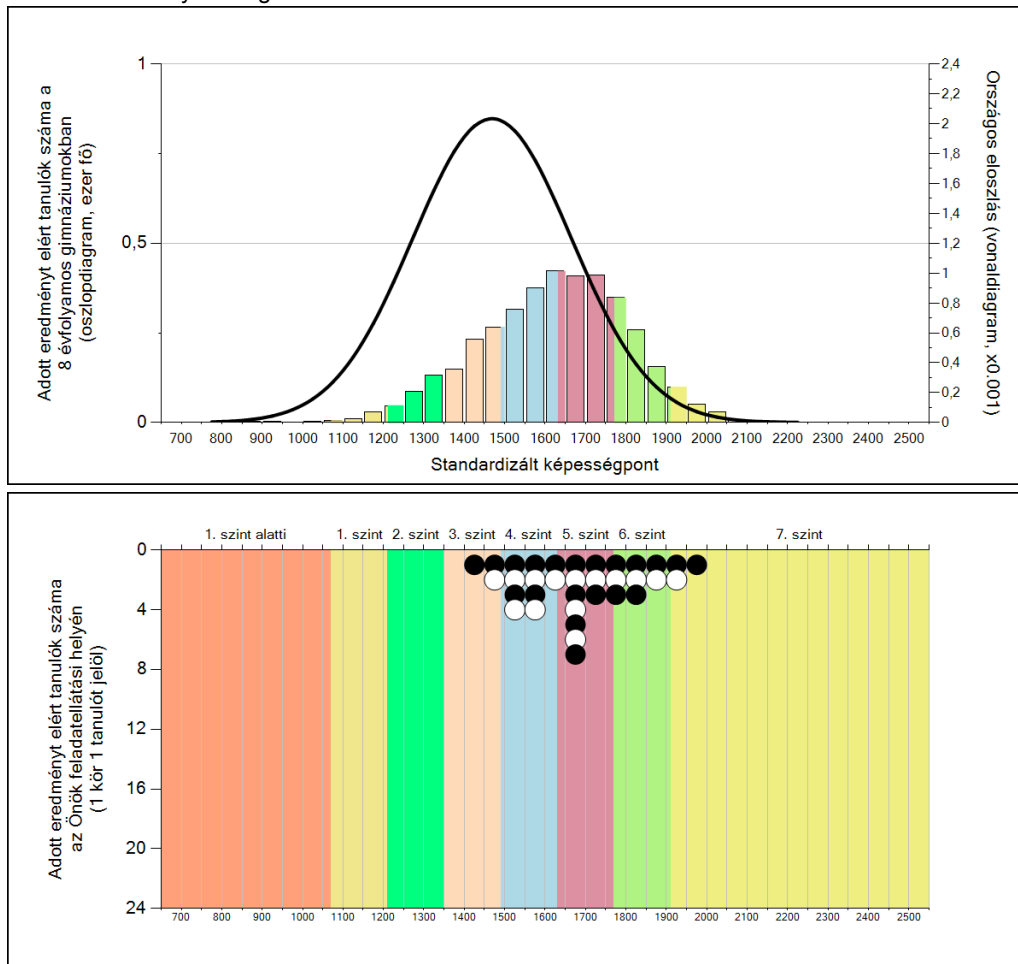 1
0,5
0
2,4
2,2
2
1,8
1,6
1,4
1,2
1
0,8
0,6
0,4
0,2
0
Adott eredményt elért tanulók száma a
8 évfolyamos gimnáziumokban
(oszlopdiagram, ezer fő)
Országos eloszlás (vonaldiagram, x0.001)
700 800 900 1000 1100 1200 1300 1400 1500 1600 1700 1800 1900 2000 2100 2200 2300 2400 2500
Standardizált képességpont
1. szint alatti 1. szint 2. szint 3. szint 4. szint 5. szint 6. szint 7. szint
0
4
8
12
16
20
24
Adott eredményt elért tanulók száma
az Önök feladatellátási helyén
(1 kör 1 tanulót jelöl)
700 800 900 1000 1100 1200 1300 1400 1500 1600 1700 1800 1900 2000 2100 2200 2300 2400 2500